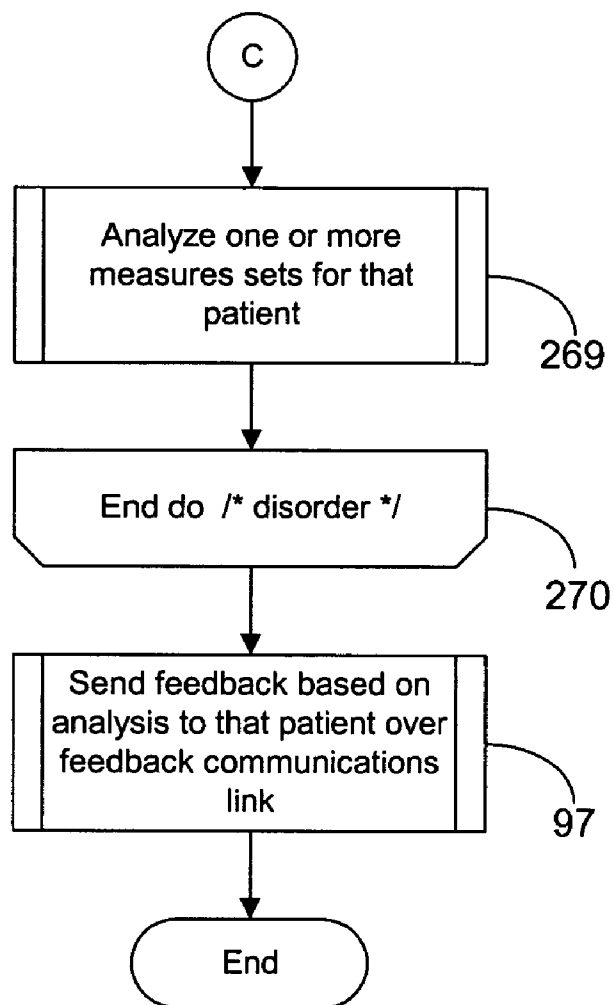 C
Analyze one or more
measures sets for that
patient
269
End do /* disorder */
270
Send feedback based on
analysis to that patient over
feedback communications
link
97
End